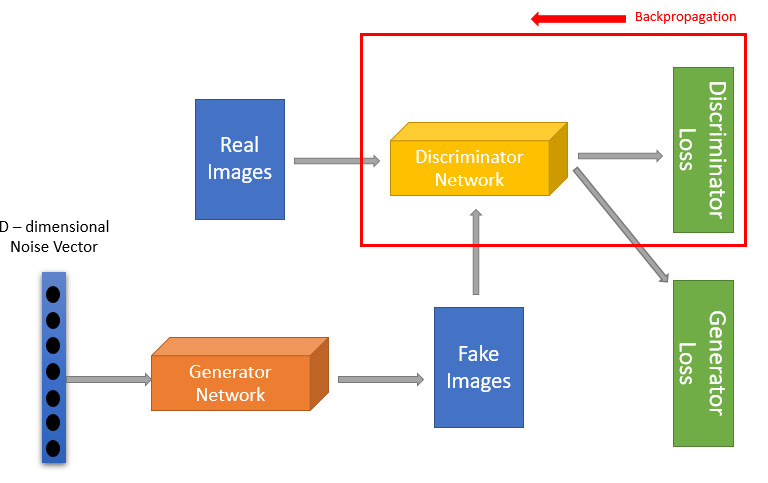 Backpropagation
Real
Images
Discriminator
Network
Discriminator
Loss
D – dimensional
Noise Vector
Generator
Network
Fake
Images
Generator
Loss